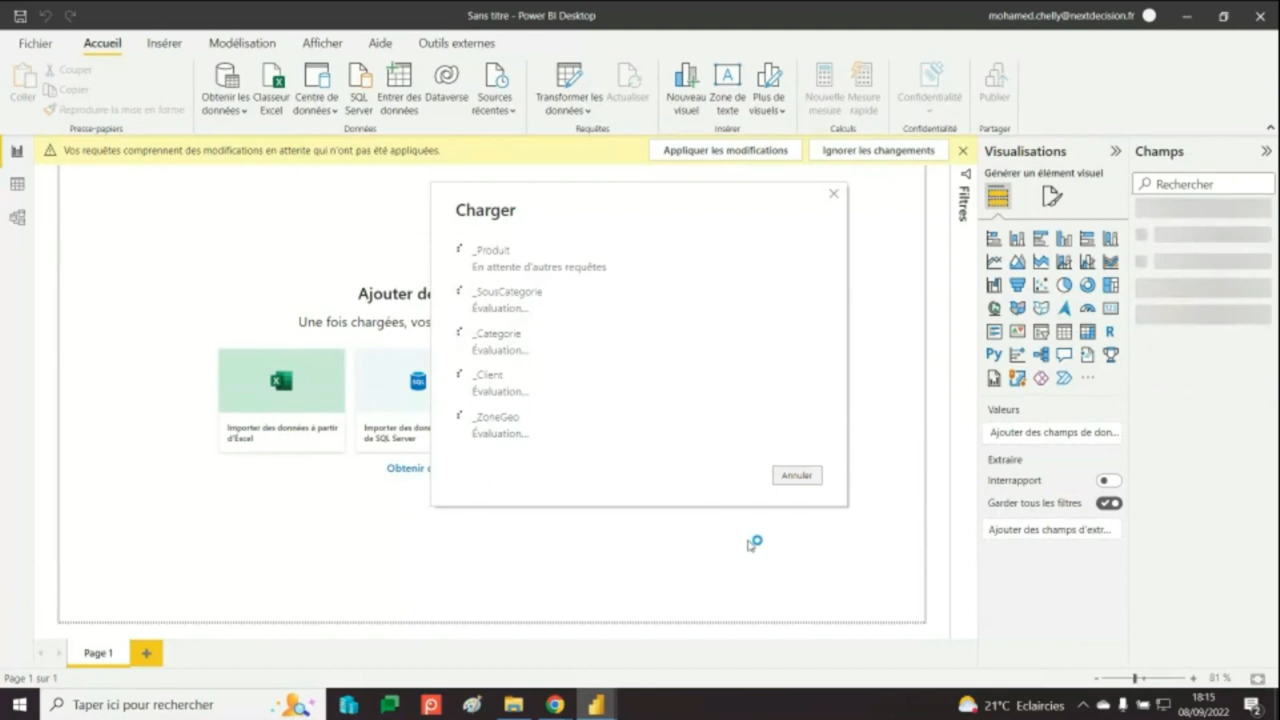 Sans titre - Power BI Desktop
mohamed.chelly@nextdecision.fr
Fichier
Accueil
Insérer
Modélisation
Afficher
Aide
Outils externes
Coller
Couper
Copier
Reproduire la mise en forme
Presse-papiers
Obtenir les données
Classeur Excel
Centre de données
SQL Server
Entrer des données
Dataverse
Sources récentes
Données
Transformer les données
Actualiser
Requêtes
Nouveau visuel
Zone de texte
Plus de visuels
Insérer
Nouvelle mesure
Mesure rapide
Calculs
Confidentialité
Confidentialité
Publier
Partager
Vos requêtes comprennent des modifications en attente qui n'ont pas été appliquées.
Appliquer les modifications
Ignorer les changements
Charger
_Produit
En attente d'autres requêtes
_SousCategorie
Évaluation...
_Categorie
Évaluation...
_Client
Évaluation...
_ZoneGeo
Évaluation...
Annuler
Ajouter de
Une fois chargées, vos
Importer des données à partir
d'Excel
SQL
Importer des don
de SQL Server
Obtenir
Filtres
Visualisations
Générer un élément visuel
Py
R
Valeurs
Ajouter des champs de don...
Extraire
Interrapport
Garder tous les filtres
Ajouter des champs d'extr...
Champs
Rechercher
Page 1
Page 1 sur 1
81 %
Taper ici pour rechercher
21°C Eclaircies
18:15
08/09/2022
2